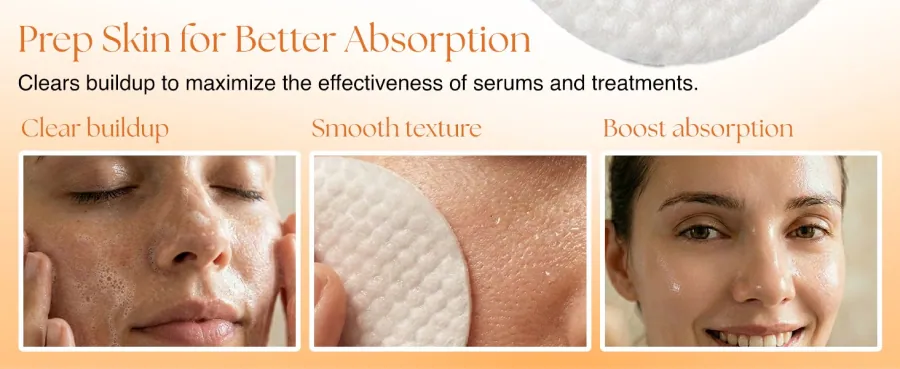 Prep Skin for Better Absorption
Clears buildup to maximize the effectiveness of serums and treatments.
Clear buildup
Smooth texture
Boost absorption